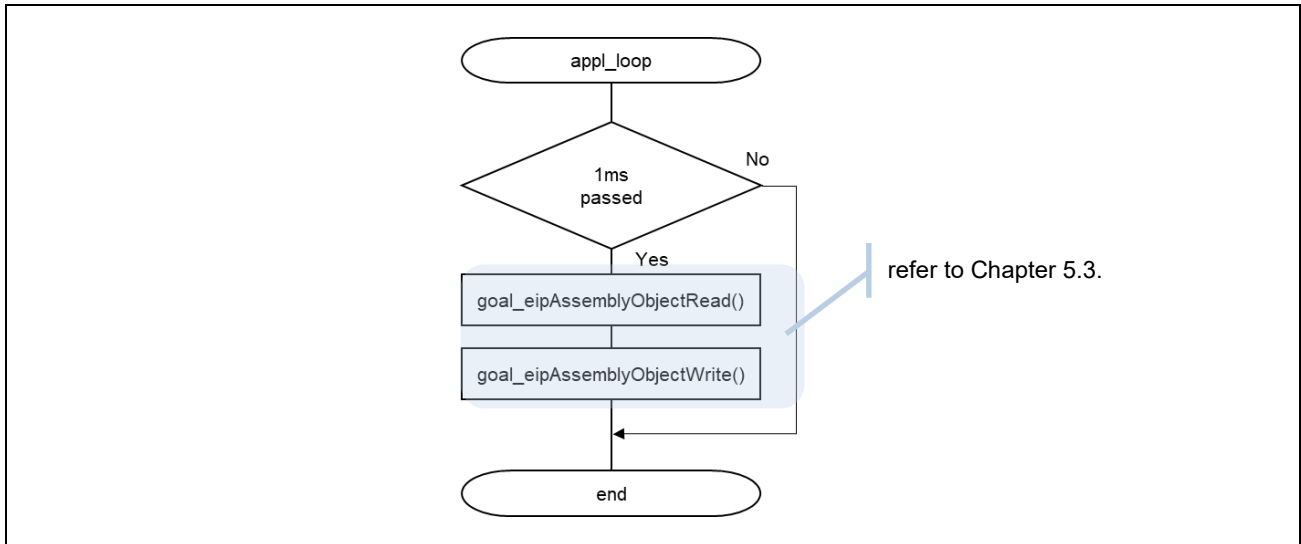 appl_loop
1ms
passed
No
Yes
goal_eipAssemblyObjectRead()
refer to Chapter 5.3.
goal_eipAssemblyObjectWrite()
end